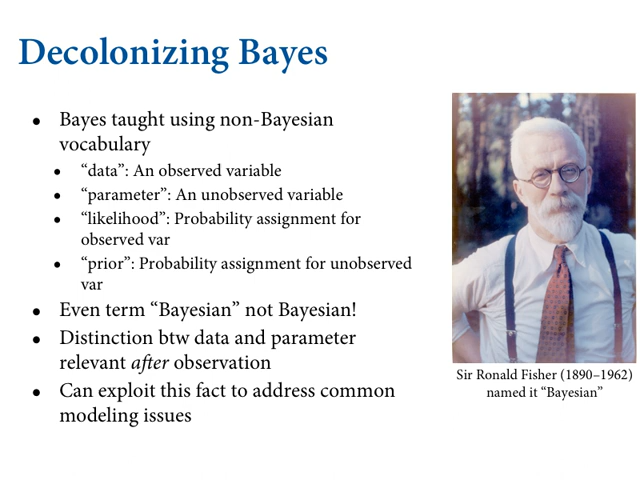 Decolonizing Bayes
• Bayes taught using non-Bayesian
vocabulary
• “data”: An observed variable
• “parameter”: An unobserved variable
• “likelihood”: Probability assignment for
observed var
• “prior”: Probability assignment for unobserved
var
• Even term “Bayesian” not Bayesian!
• Distinction btw data and parameter
relevant after observation
• Can exploit this fact to address common
modeling issues
Sir Ronald Fisher (1890–1962)
named it “Bayesian”